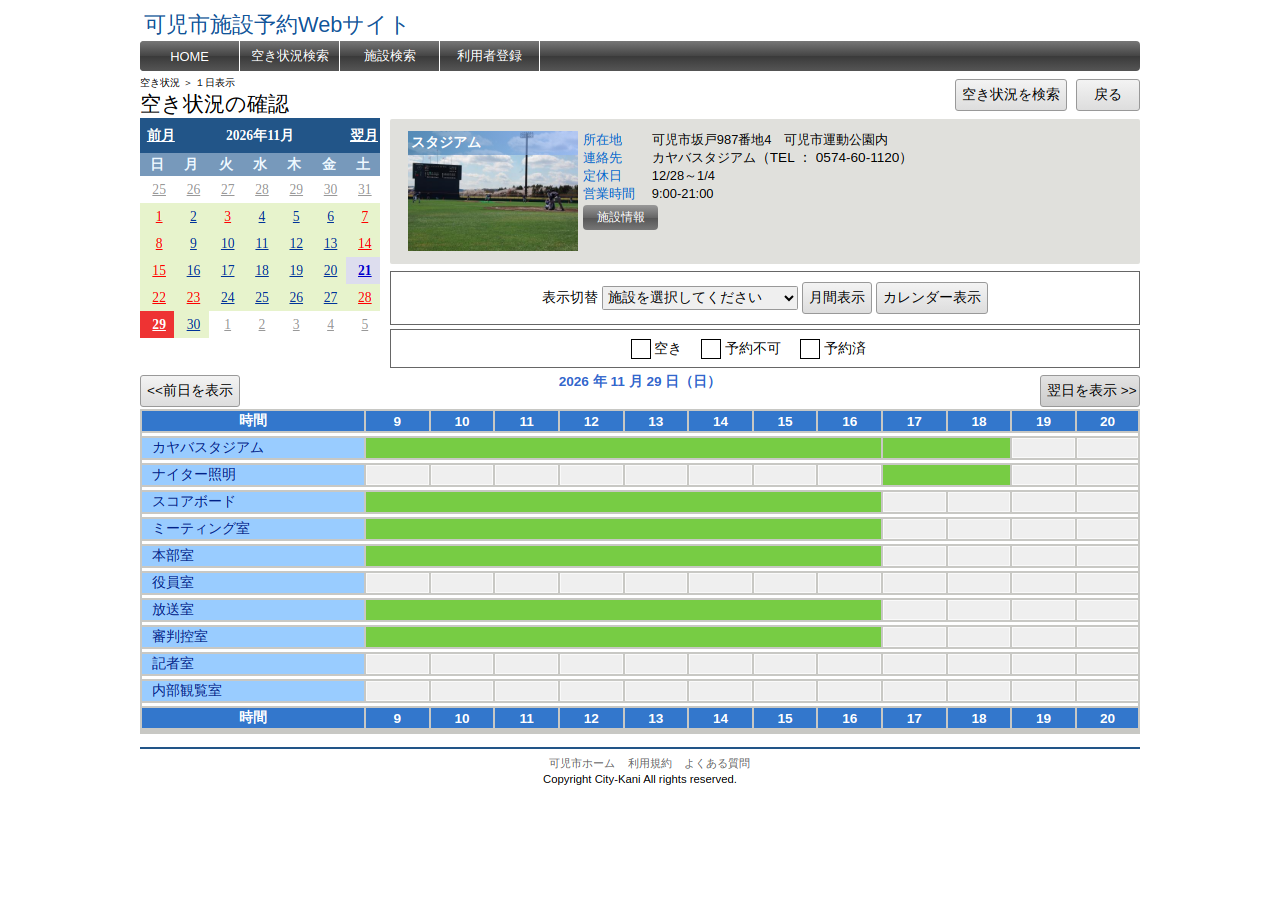 可児市施設予約Webサイト
HOME 空き状況検索 施設検索 利用者登録
空き状況 ＞ 1日表示
空き状況の確認
空き状況を検索 戻る
前月 2026年11月 翌月
日 月 火 水 木 金 土
25 26 27 28 29 30 31
1 2 3 4 5 6 7
8 9 10 11 12 13 14
15 16 17 18 19 20 21
22 23 24 25 26 27 28
29 30 1 2 3 4 5
スタジアム
所在地 可児市坂戸987番地4　可児市運動公園内
連絡先 カヤバスタジアム（TEL ： 0574-60-1120）
定休日 12/28～1/4
営業時間 9:00-21:00
施設情報
表示切替 施設を選択してください 月間表示 カレンダー表示
空き 予約不可 予約済
<<前日を表示 2026 年 11 月 29 日（日） 翌日を表示 >>
時間 9 10 11 12 13 14 15 16 17 18 19 20
カヤバスタジアム
ナイター照明
スコアボード
ミーティング室
本部室
役員室
放送室
審判控室
記者室
内部観覧室
時間 9 10 11 12 13 14 15 16 17 18 19 20
可児市ホーム 利用規約 よくある質問
Copyright City-Kani All rights reserved.